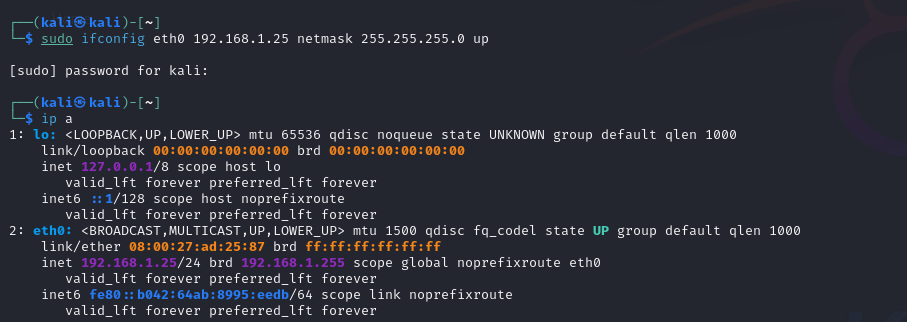 ┌──(kali㉿kali)-[~]
└─$ sudo ifconfig eth0 192.168.1.25 netmask 255.255.255.0 up
[sudo] password for kali:
┌──(kali㉿kali)-[~]
└─$ ip a
1: lo: <LOOPBACK,UP,LOWER_UP> mtu 65536 qdisc noqueue state UNKNOWN group default qlen 1000
    link/loopback 00:00:00:00:00:00 brd 00:00:00:00:00:00
    inet 127.0.0.1/8 scope host lo
       valid_lft forever preferred_lft forever
    inet6 ::1/128 scope host noprefixroute
       valid_lft forever preferred_lft forever
2: eth0: <BROADCAST,MULTICAST,UP,LOWER_UP> mtu 1500 qdisc fq_codel state UP group default qlen 1000
    link/ether 08:00:27:ad:25:87 brd ff:ff:ff:ff:ff:ff
    inet 192.168.1.25/24 brd 192.168.1.255 scope global noprefixroute eth0
       valid_lft forever preferred_lft forever
    inet6 fe80::b042:64ab:8995:eedb/64 scope link noprefixroute
       valid_lft forever preferred_lft forever